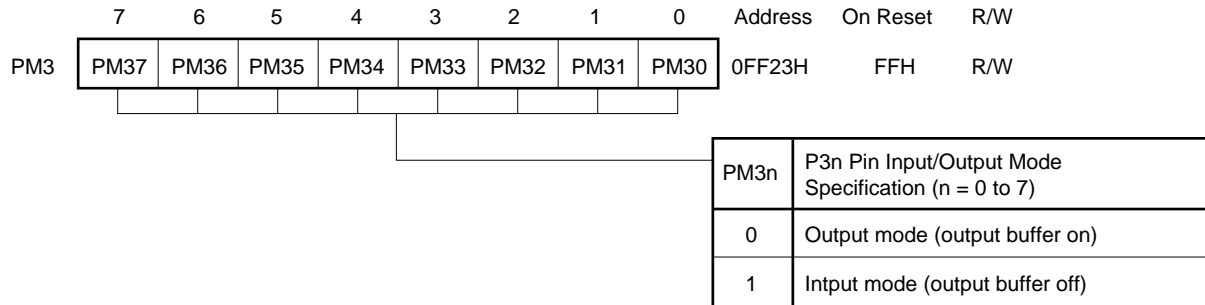 7 6 5 4 3 2 1 0 Address On Reset R/W
PM3 PM37 PM36 PM35 PM34 PM33 PM32 PM31 PM30 0FF23H FFH R/W
PM3n P3n Pin Input/Output Mode
Specification (n = 0 to 7)
0 Output mode (output buffer on)
1 Intput mode (output buffer off)